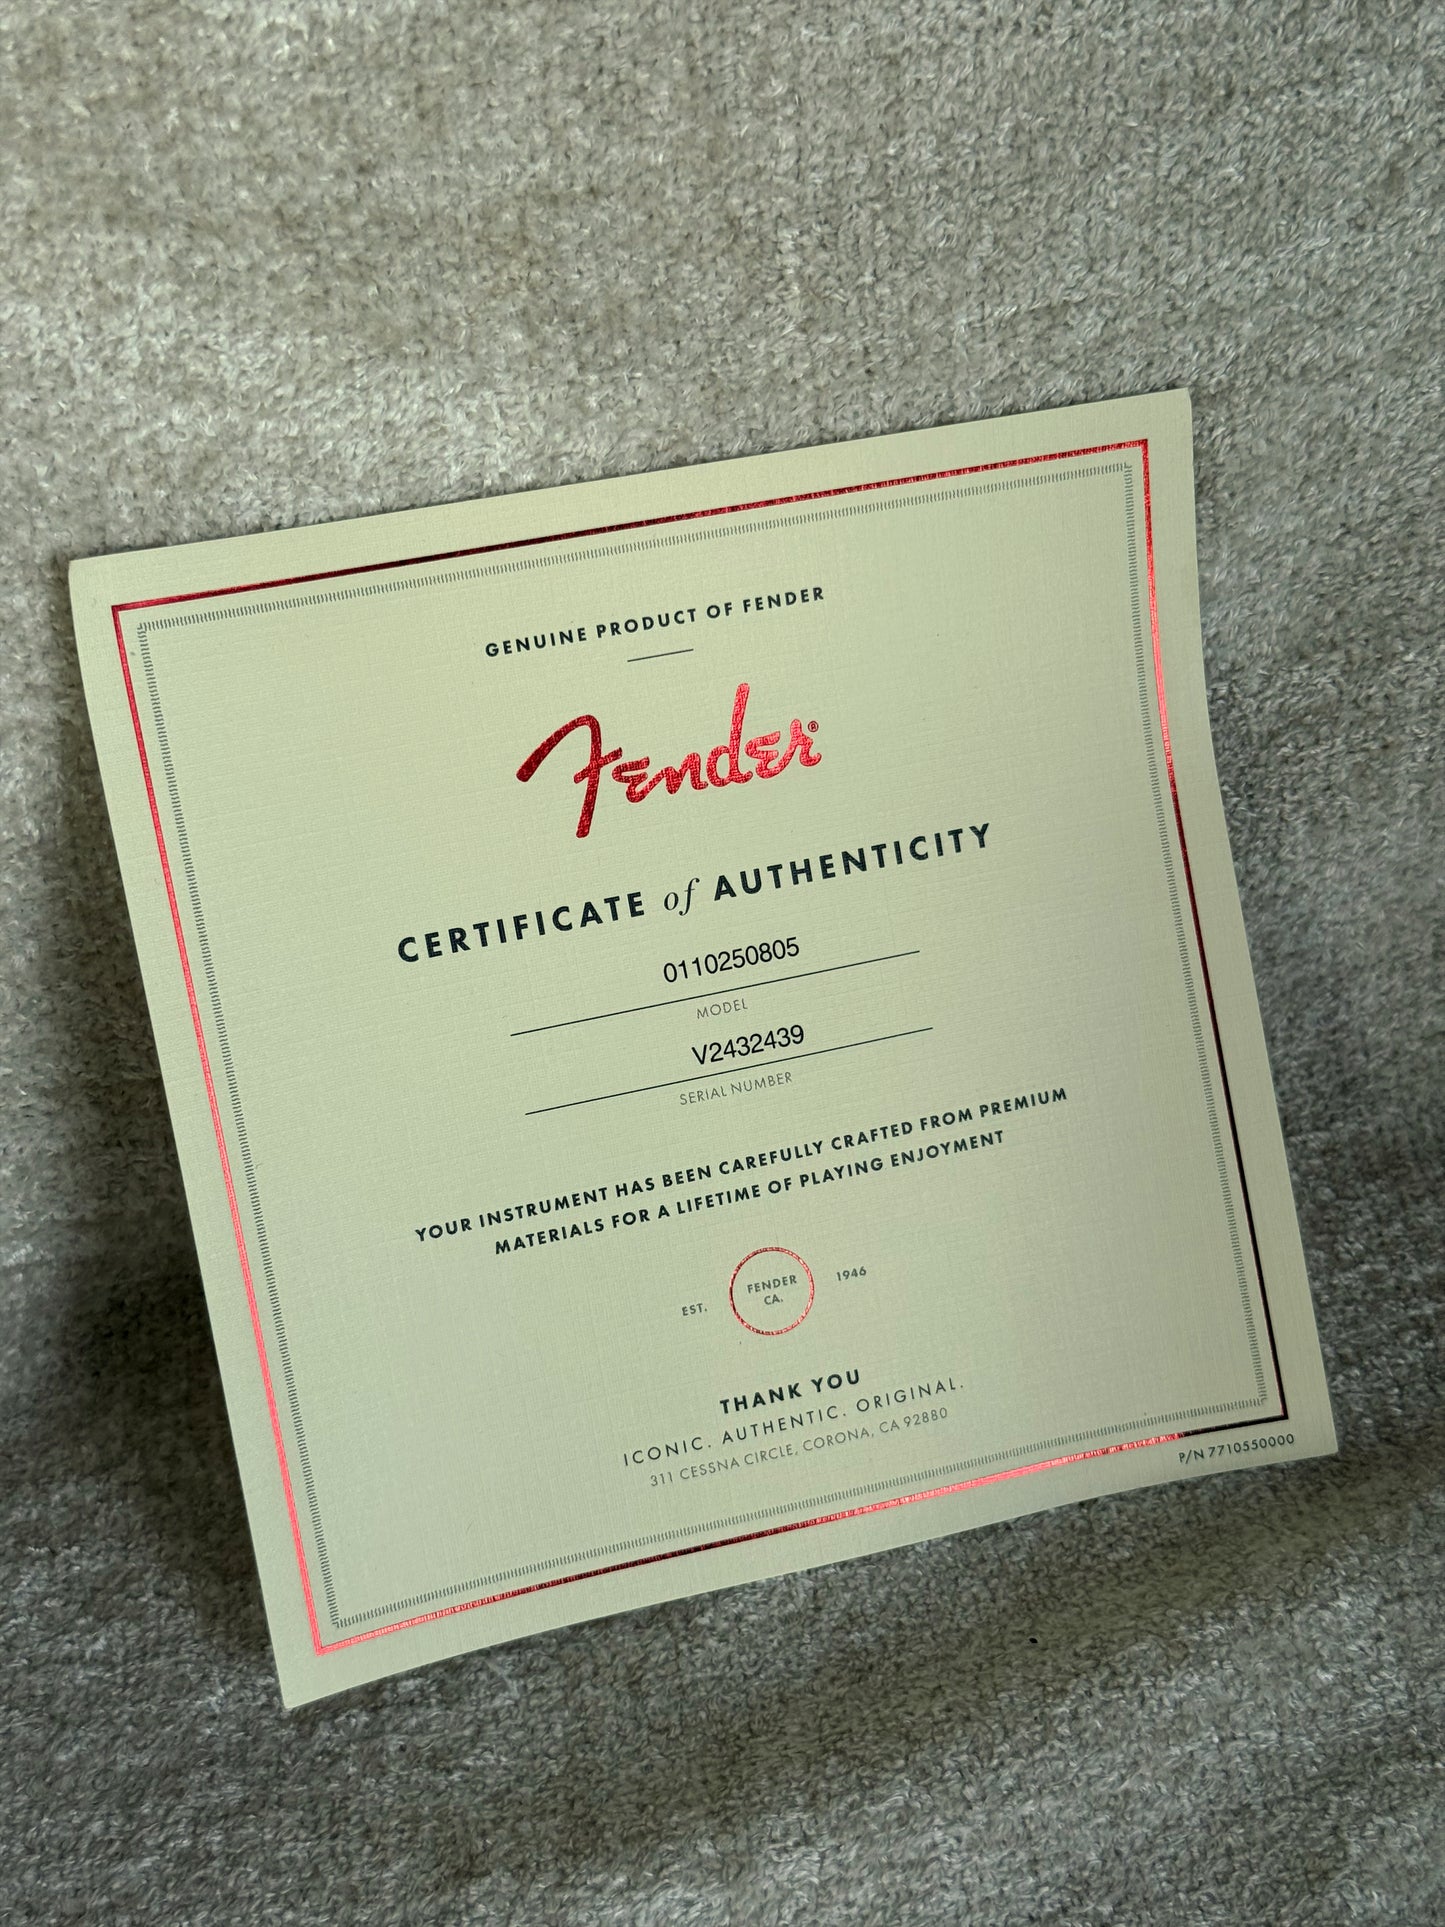 GENUINE PRODUCT OF FENDER
Fender®
CERTIFICATE of AUTHENTICITY
0110250805
MODEL
V2432439
SERIAL NUMBER
YOUR INSTRUMENT HAS BEEN CAREFULLY CRAFTED FROM PREMIUM
MATERIALS FOR A LIFETIME OF PLAYING ENJOYMENT
EST. FENDER 1946
CA.
THANK YOU
ICONIC. AUTHENTIC. ORIGINAL.
311 CESSNA CIRCLE, CORONA, CA 92880
P/N 7710550000